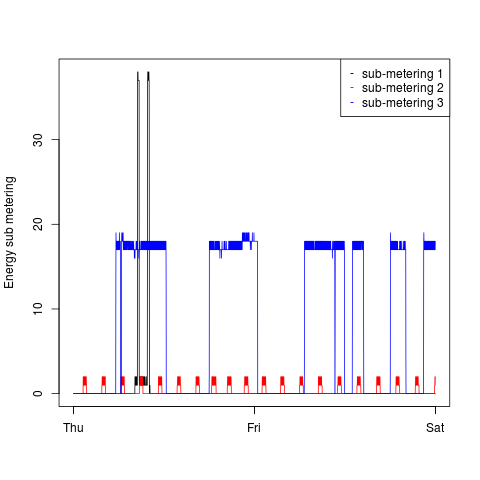 sub-metering 1
sub-metering 2
sub-metering 3
Energy sub metering
30
20
10
0
Thu
Fri
Sat